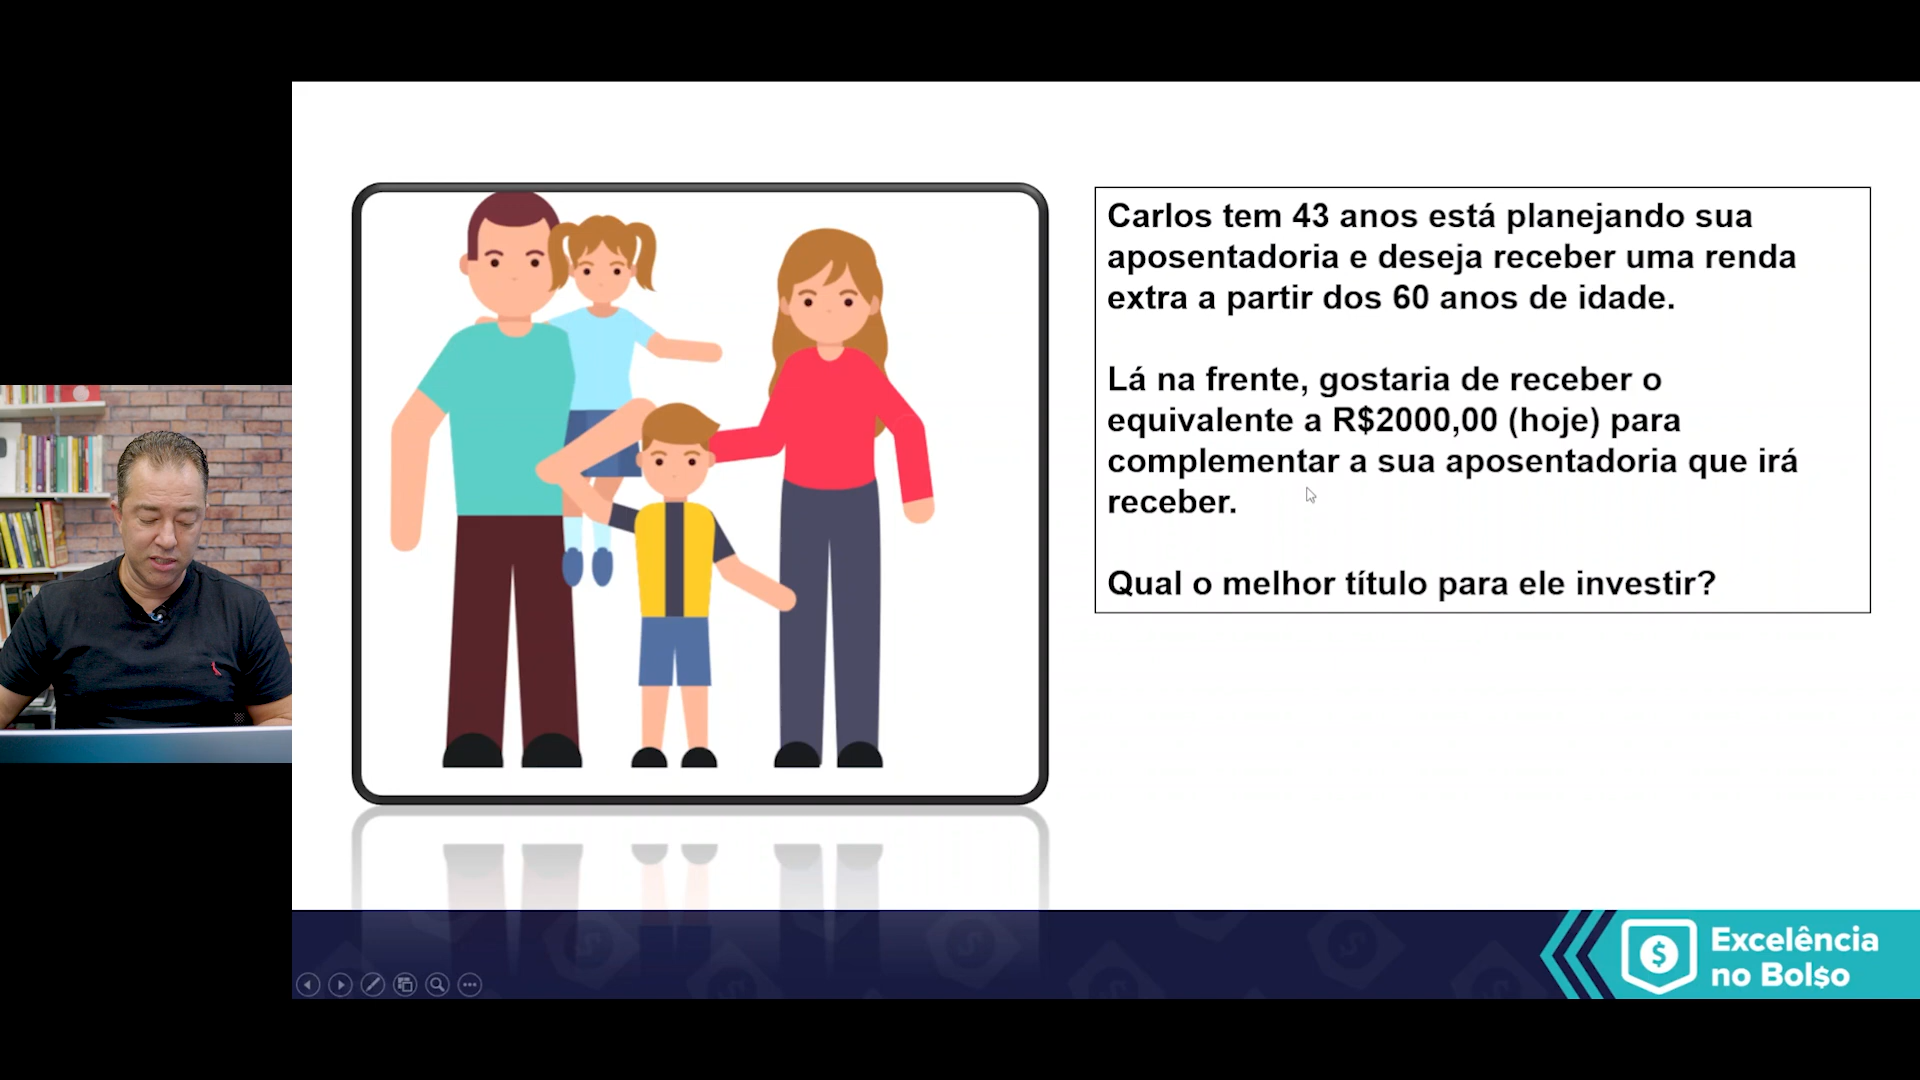 Carlos tem 43 anos está planejando sua
aposentadoria e deseja receber uma renda
extra a partir dos 60 anos de idade.
Lá na frente, gostaria de receber o
equivalente a R$2000,00 (hoje) para
complementar a sua aposentadoria que irá
receber.
Qual o melhor título para ele investir?
Excelência
no Bol$o